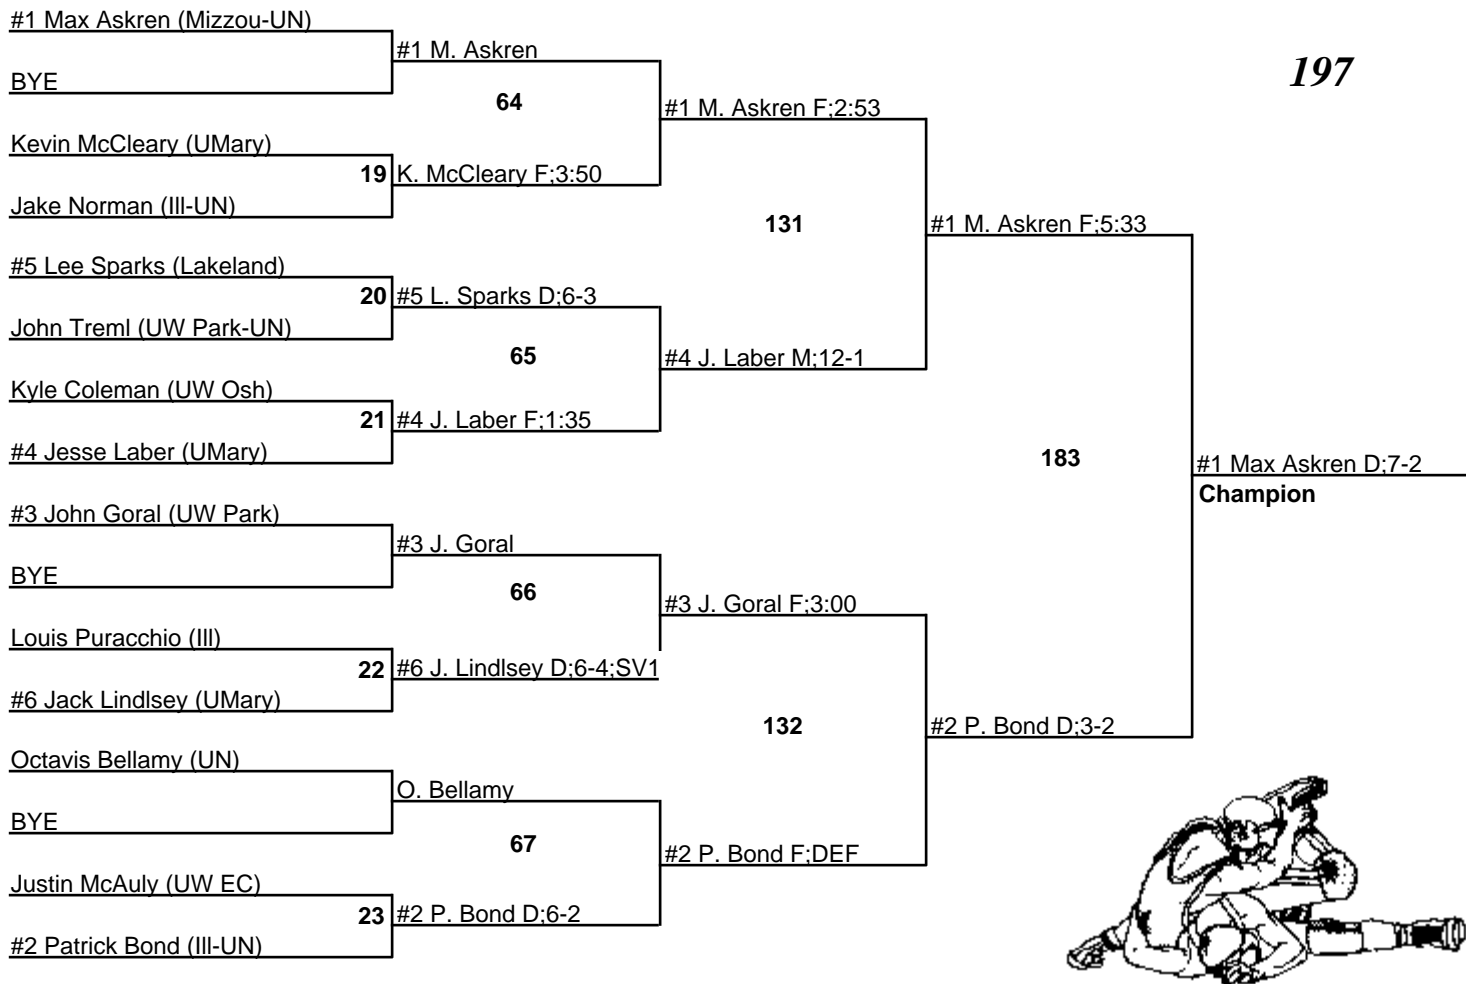 #1 Max Askren (Mizzou-UN)
#1 M. Askren
197
BYE
64
#1 M. Askren F;2:53
Kevin McCleary (UMary)
19 K. McCleary F;3:50
Jake Norman (Ill-UN)
131
#1 M. Askren F;5:33
#5 Lee Sparks (Lakeland)
20 #5 L. Sparks D;6-3
John Treml (UW Park-UN)
65
#4 J. Laber M;12-1
Kyle Coleman (UW Osh)
21 #4 J. Laber F;1:35
#4 Jesse Laber (UMary)
183
#1 Max Askren D;7-2
Champion
#3 John Goral (UW Park)
#3 J. Goral
BYE
66
#3 J. Goral F;3:00
Louis Puracchio (Ill)
22 #6 J. Lindlsey D;6-4;SV1
#6 Jack Lindlsey (UMary)
132
#2 P. Bond D;3-2
Octavis Bellamy (UN)
O. Bellamy
BYE
67
#2 P. Bond F;DEF
Justin McAuly (UW EC)
23 #2 P. Bond D;6-2
#2 Patrick Bond (Ill-UN)